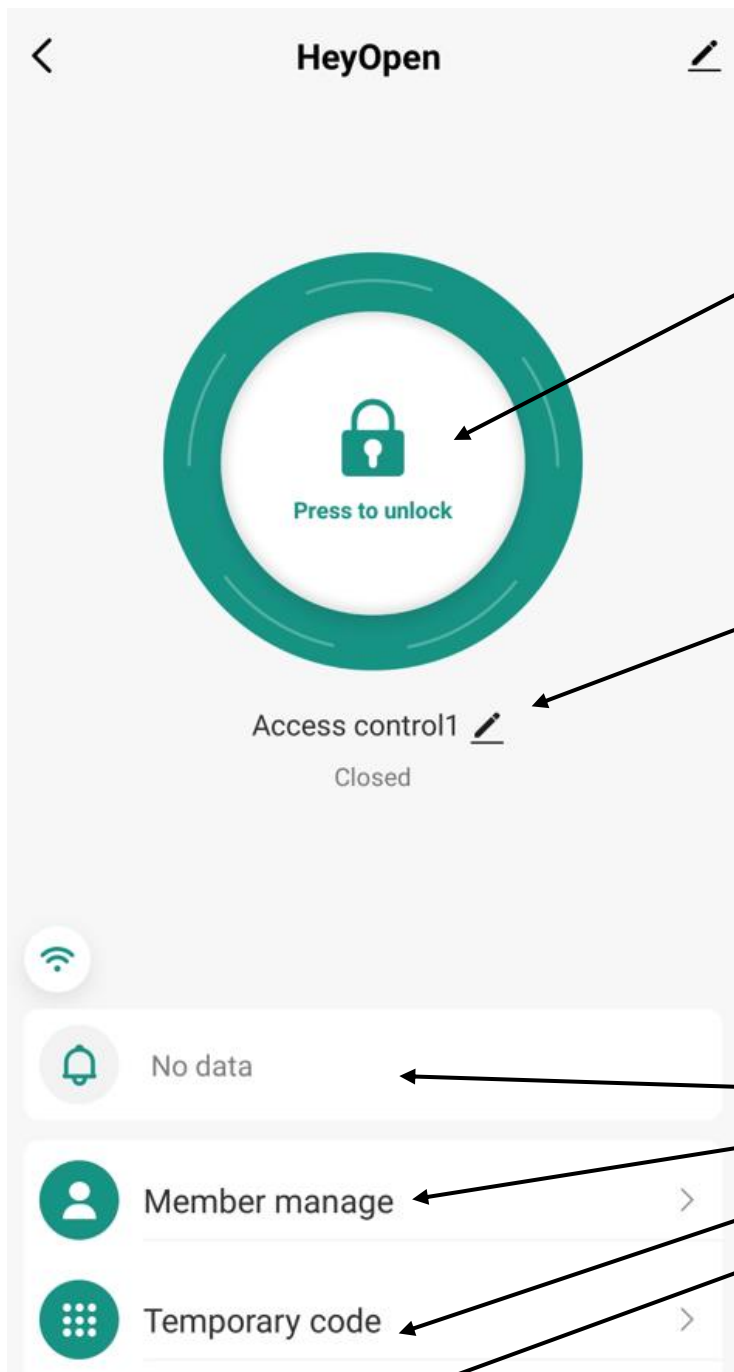 HeyOpen
Press to unlock
Access control1
Closed
No data
Member manage
Temporary code